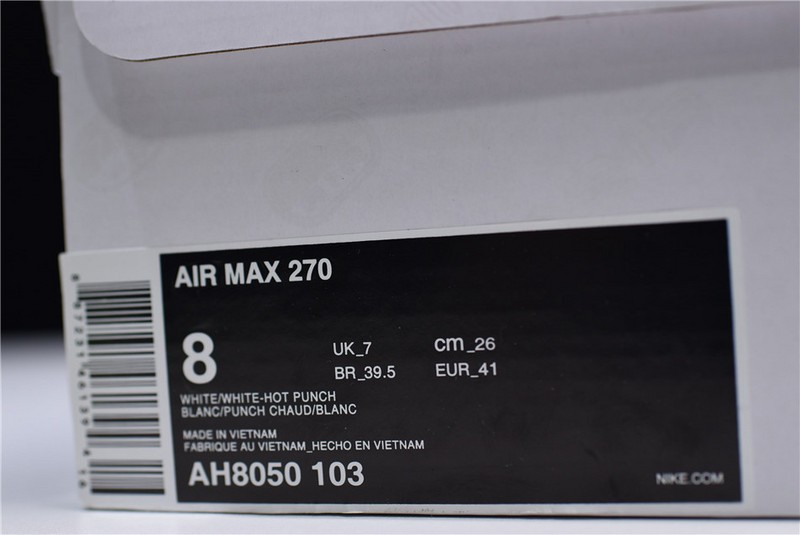 AIR MAX 270
8
UK_7 cm_26
BR_39.5 EUR_41
WHITE/WHITE-HOT PUNCH
BLANC/PUNCH CHAUD/BLANC
MADE IN VIETNAM
FABRIQUE AU VIETNAM_HECHO EN VIETNAM
AH8050 103
NIKE.COM